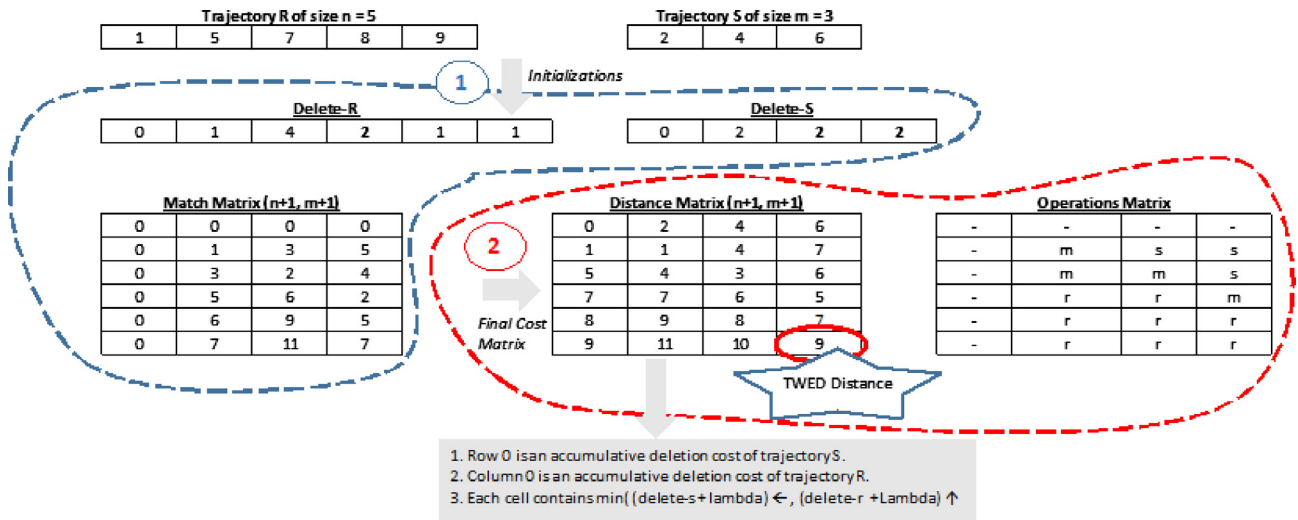 Trajectory R of size n = 5
1 5 7 8 9
Trajectory S of size m = 3
2 4 6
1
Initializations
Delete-R
0 1 4 2 1 1
Delete-S
0 2 2 2
Match Matrix (n+1, m+1)
0 0 0 0
0 1 3 5
0 3 2 4
0 5 6 2
0 6 9 5
0 7 11 7
2
Final Cost
Matrix
Distance Matrix (n+1, m+1)
0 2 4 6
1 1 4 7
5 4 3 6
7 7 6 5
8 9 8 7
9 11 10 9
TWED Distance
Operations Matrix
- - - -
- m s s
- m m s
- r r m
- r r r
- r r r
1. Row 0 is an accumulative deletion cost of trajectory S.
2. Column 0 is an accumulative deletion cost of trajectory R.
3. Each cell contains min( (delete-s + lambda) ←, (delete-r + Lambda) ↑